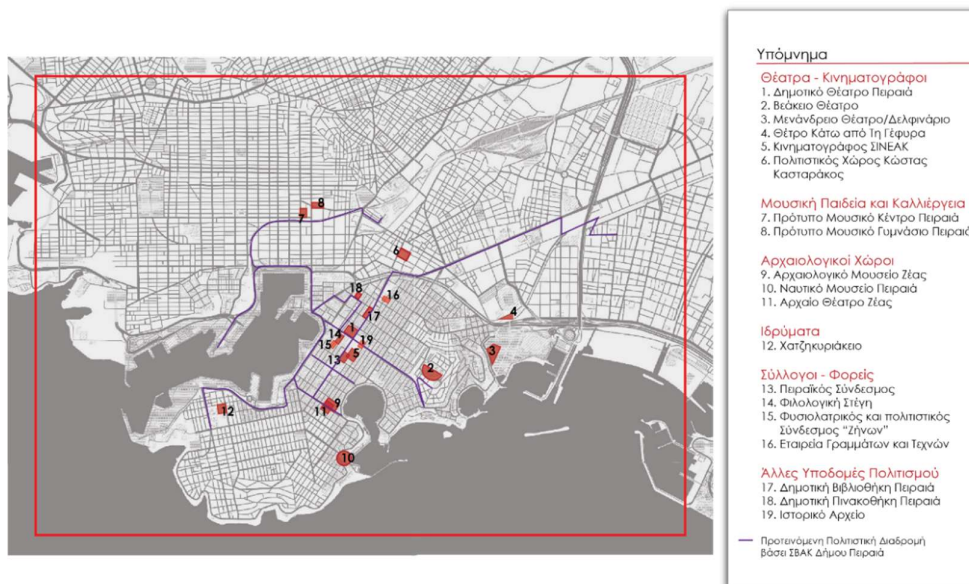 8
7
6
18
16
17
4
14
1
15
19
13
5
3
2
12
9
11
10
Υπόμνημα
Θέατρα - Κινηματογράφοι
1. Δημοτικό Θέατρο Πειραιά
2. Βεάκειο Θέατρο
3. Μενάνδρειο Θέατρο/Δελφινάριο
4. Θέτρο Κάτω από Τη Γέφυρα
5. Κινηματογράφος ΣΙΝΕΑΚ
6. Πολιτιστικός Χώρος Κώστας
Κασταράκος
Μουσική Παιδεία και Καλλιέργεια
7. Πρότυπο Μουσικό Κέντρο Πειραιά
8. Πρότυπο Μουσικό Γυμνάσιο Πειραιά
Αρχαιολογικοί Χώροι
9. Αρχαιολογικό Μουσείο Ζέας
10. Ναυτικό Μουσείο Πειραιά
11. Αρχαίο Θέατρο Ζέας
Ιδρύματα
12. Χατζηκυριάκειο
Σύλλογοι - Φορείς
13. Πειραϊκός Σύνδεσμος
14. Φιλολογική Στέγη
15. Φυσιολατρικός και πολιτιστικός
Σύνδεσμος "Ζήνων"
16. Εταιρεία Γραμμάτων και Τεχνών
Άλλες Υποδομές Πολιτισμού
17. Δημοτική Βιβλιοθήκη Πειραιά
18. Δημοτική Πινακοθήκη Πειραιά
19. Ιστορικό Αρχείο
Προτεινόμενη Πολιτιστική Διαδρομή
βάσει ΣΒΑΚ Δήμου Πειραιά